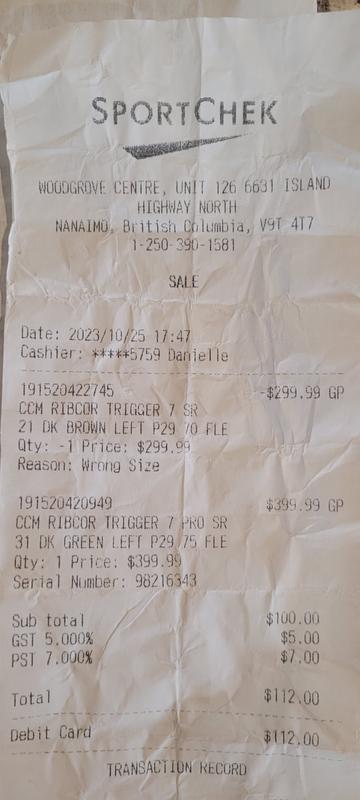 SPORTCHEK
WOODGROVE CENTRE, UNIT 126 6631 ISLAND
HIGHWAY NORTH
NANAIMO, British Columbia, V9T 4T7
1-250-390-1581
SALE
Date: 2023/10/25 17:47
Cashier: *****5759 Danielle
191520422745 -$299.99 GP
CCM RIBCOR TRIGGER 7 SR
21 DK BROWN LEFT P29 70 FLE
Qty: -1 Price: $299.99
Reason: Wrong Size
191520420949 $399.99 GP
CCM RIBCOR TRIGGER 7 PRO SR
31 DK GREEN LEFT P29 75 FLE
Qty: 1 Price: $399.99
Serial Number: 98216343
Sub total $100.00
GST 5.000% $5.00
PST 7.000% $7.00
Total $112.00
Debit Card $112.00
TRANSACTION RECORD